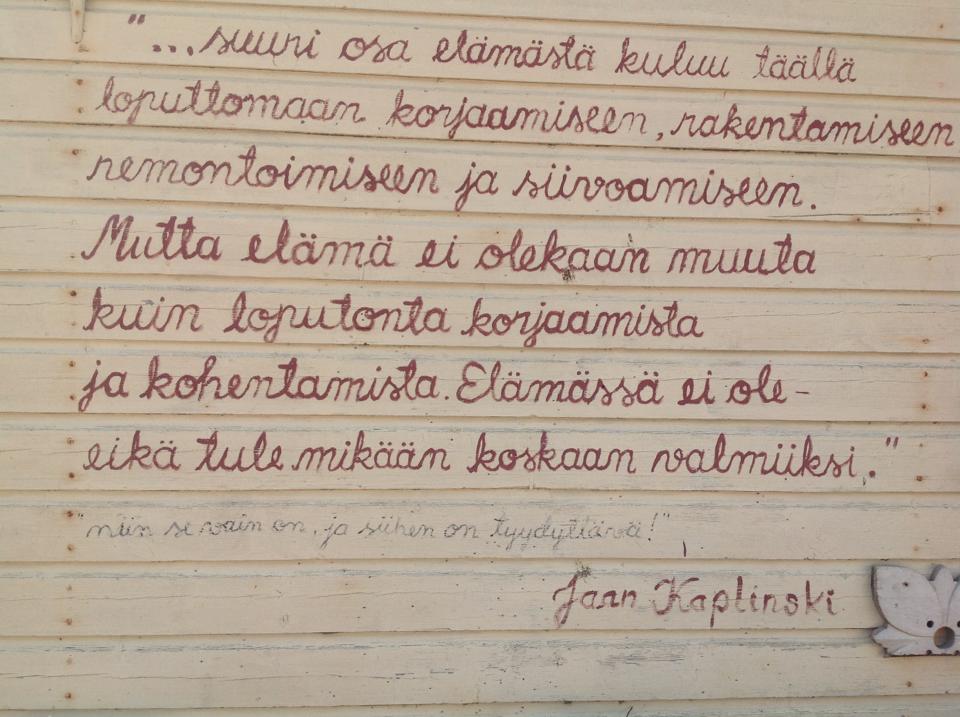 "...suuri osa elämästä kuluu täällä
loputtomaan korjaamiseen, rakentamiseen
remontoimiseen ja siivoamiseen.
Mutta elämä ei olekaan muuta
kuin loputonta korjaamista
ja kohentamista. Elämässä ei ole-
eikä tule mikään koskaan valmiiksi."
"niin se vain on, ja siihen on tyydyttävä!"
Jaan Kaplinski